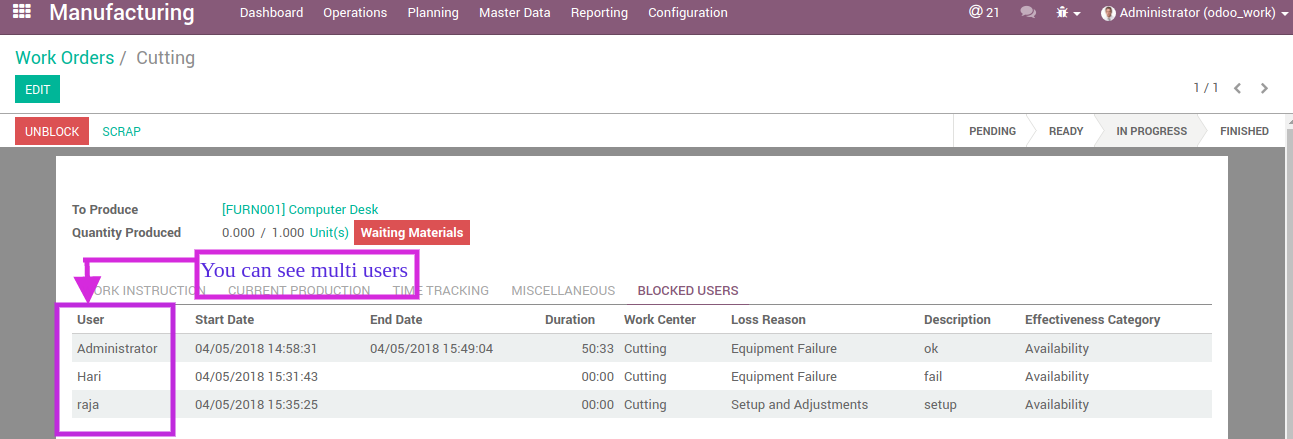 Manufacturing Dashboard Operations Planning Master Data Reporting Configuration @ 21 Administrator (odoo_work)
Work Orders / Cutting
EDIT 1 / 1
UNBLOCK SCRAP PENDING READY IN PROGRESS FINISHED
To Produce [FURN001] Computer Desk
Quantity Produced 0.000 / 1.000 Unit(s) Waiting Materials
You can see multi users
ORK INSTRUCTION CURRENT PRODUCTION TIME TRACKING MISCELLANEOUS BLOCKED USERS
User Start Date End Date Duration Work Center Loss Reason Description Effectiveness Category
Administrator 04/05/2018 14:58:31 04/05/2018 15:49:04 50:33 Cutting Equipment Failure ok Availability
Hari 04/05/2018 15:31:43 00:00 Cutting Equipment Failure fail Availability
raja 04/05/2018 15:35:25 00:00 Cutting Setup and Adjustments setup Availability